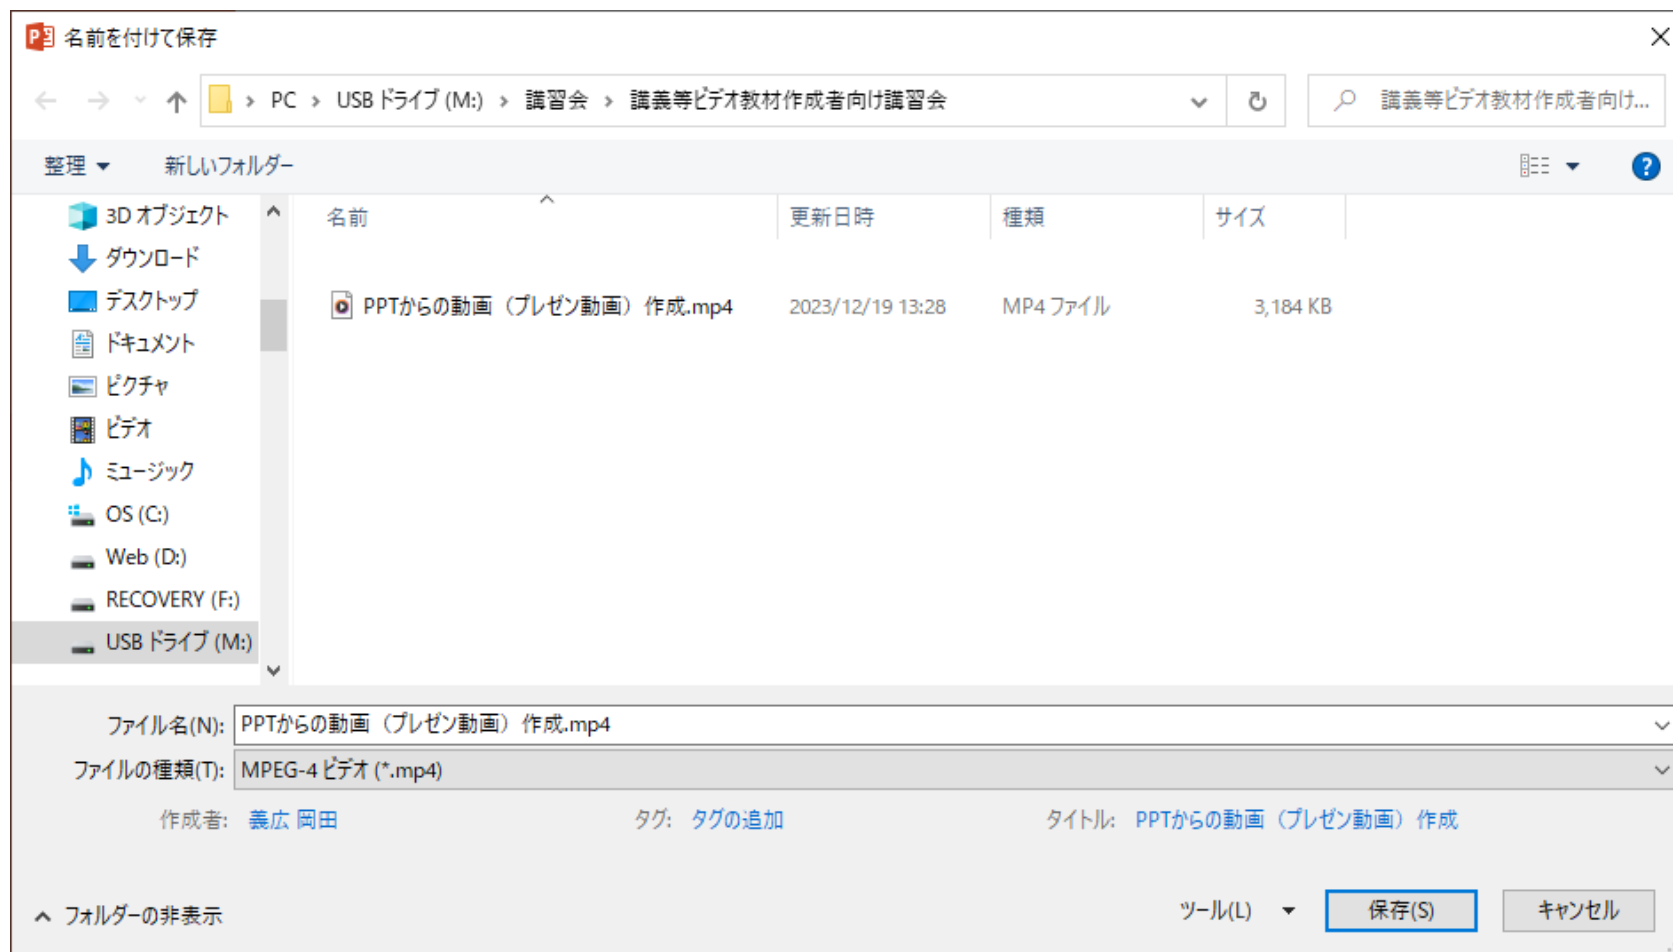 名前を付けて保存
PC › USB ドライブ (M:) › 講習会 › 講義等ビデオ教材作成者向け講習会
講義等ビデオ教材作成者向け...
整理 新しいフォルダー
名前 更新日時 種類 サイズ
3D オブジェクト
ダウンロード
デスクトップ
ドキュメント
ピクチャ
ビデオ
ミュージック
OS (C:)
Web (D:)
RECOVERY (F:)
USB ドライブ (M:)
PPTからの動画（プレゼン動画）作成.mp4 2023/12/19 13:28 MP4 ファイル 3,184 KB
ファイル名(N): PPTからの動画（プレゼン動画）作成.mp4
ファイルの種類(T): MPEG-4 ビデオ (*.mp4)
作成者: 義広 岡田 タグ: タグの追加 タイトル: PPTからの動画（プレゼン動画）作成
フォルダーの非表示 ツール(L) 保存(S) キャンセル